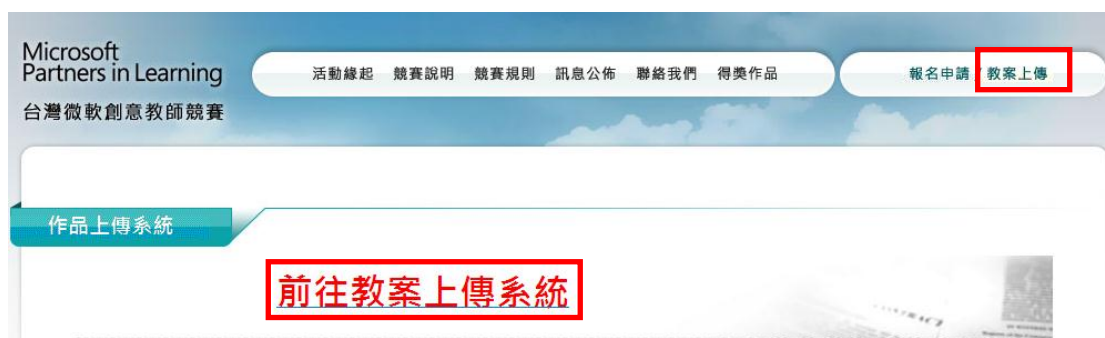 Microsoft
Partners in Learning
台灣微軟創意教師競賽
活動緣起 競賽說明 競賽規則 訊息公佈 聯絡我們 得獎作品
報名申請 / 教案上傳
作品上傳系統
前往教案上傳系統
CONTRACT